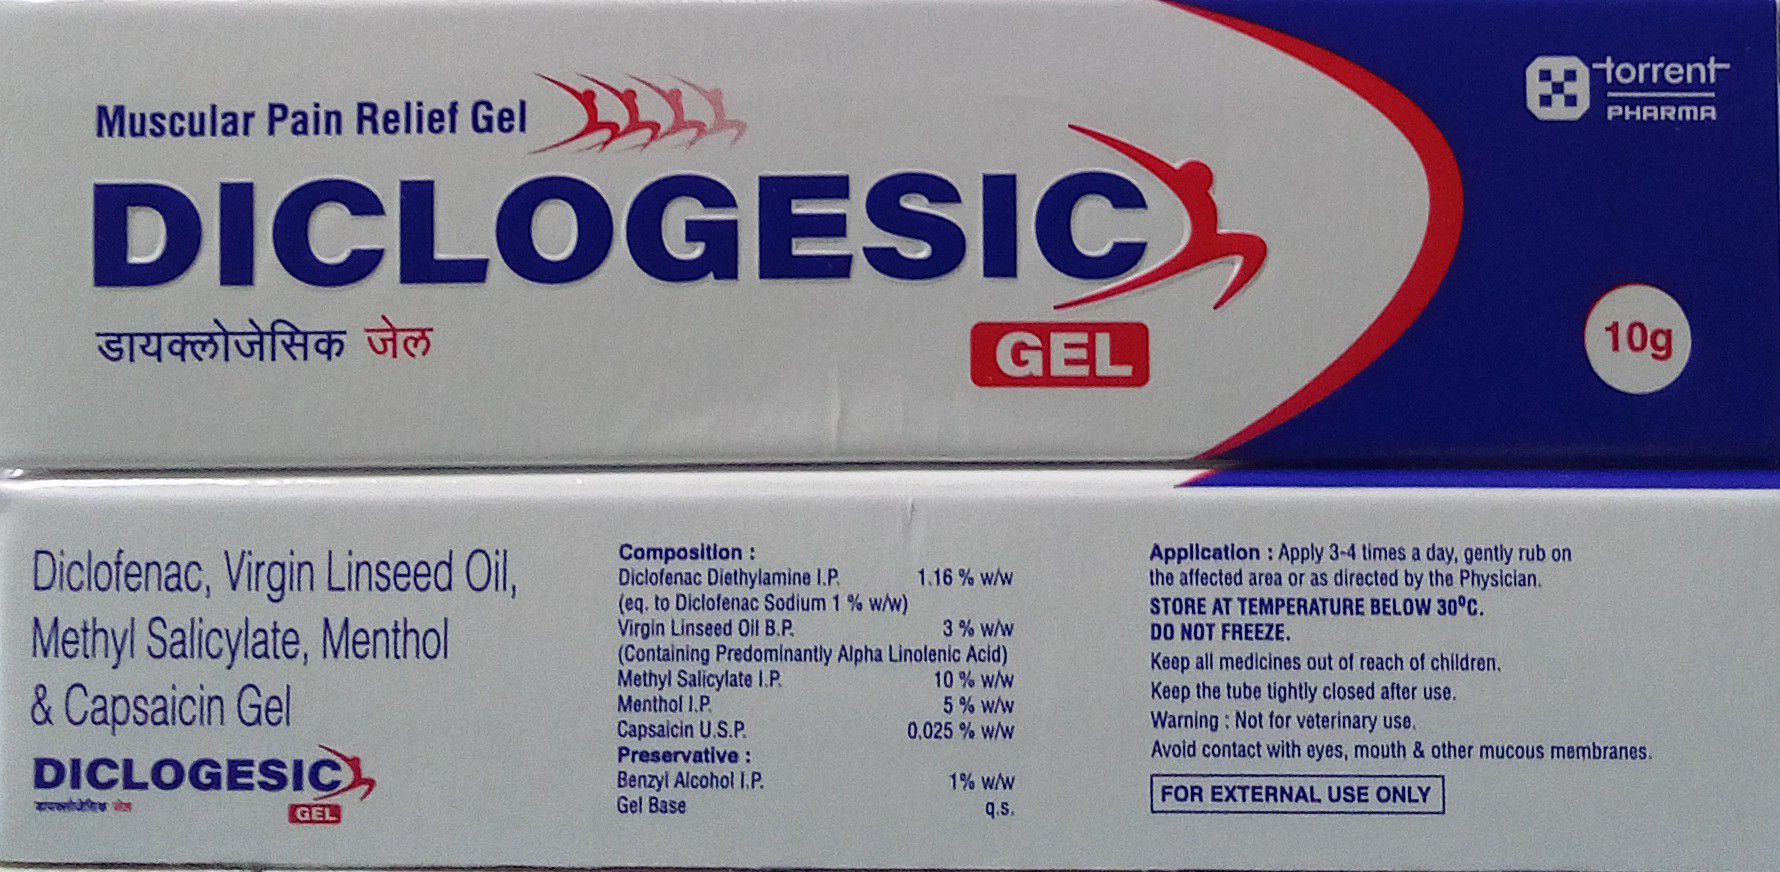 Muscular Pain Relief Gel
torrent
PHARMA
DICLOGESIC
डायक्लोजेसिक जेल
GEL
10g
Diclofenac, Virgin Linseed Oil,
Methyl Salicylate, Menthol
& Capsaicin Gel
DICLOGESIC
डायक्लोजेसिक जेल
GEL
Composition :
Diclofenac Diethylamine I.P. 1.16 % w/w
(eq. to Diclofenac Sodium 1 % w/w)
Virgin Linseed Oil B.P. 3 % w/w
(Containing Predominantly Alpha Linolenic Acid)
Methyl Salicylate I.P. 10 % w/w
Menthol I.P. 5 % w/w
Capsaicin U.S.P. 0.025 % w/w
Preservative :
Benzyl Alcohol I.P. 1% w/w
Gel Base q.s.
Application : Apply 3-4 times a day, gently rub on
the affected area or as directed by the Physician.
STORE AT TEMPERATURE BELOW 30ºC.
DO NOT FREEZE.
Keep all medicines out of reach of children.
Keep the tube tightly closed after use.
Warning : Not for veterinary use.
Avoid contact with eyes, mouth & other mucous membranes.
FOR EXTERNAL USE ONLY